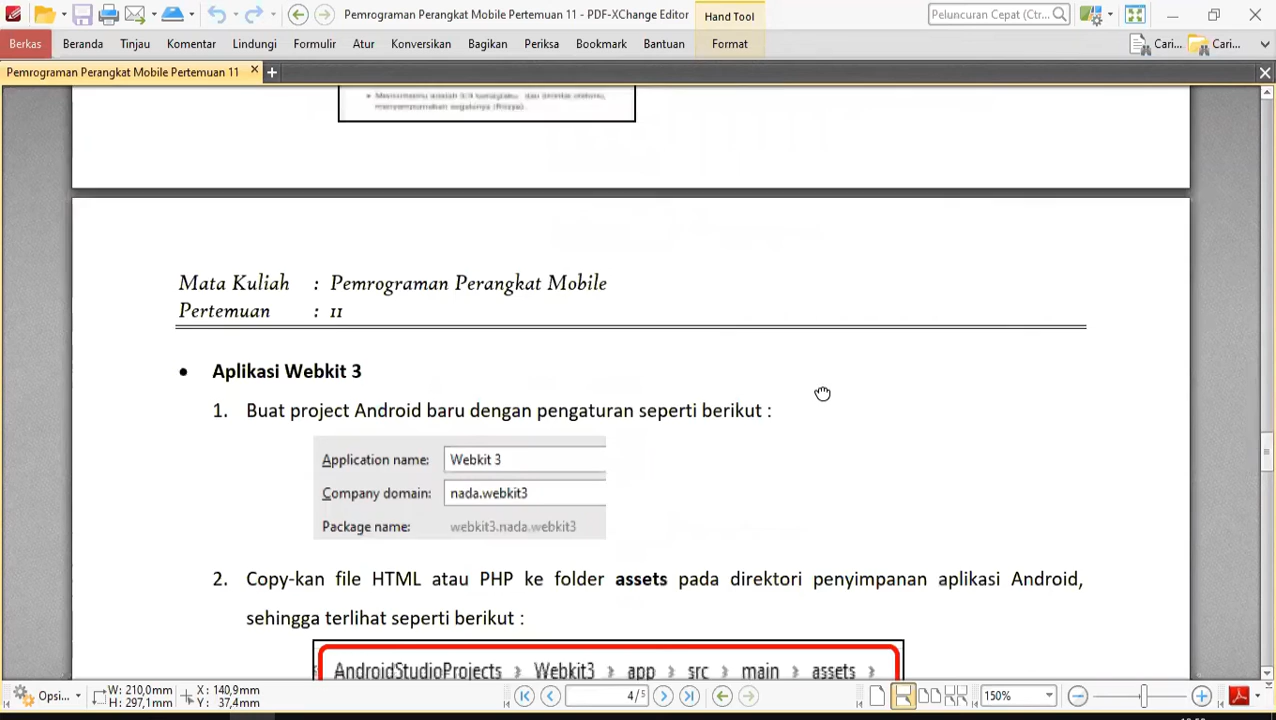 Pemrograman Perangkat Mobile Pertemuan 11 - PDF-XChange Editor
Hand Tool
Peluncuran Cepat (Ctr...
Berkas
Beranda
Tinjau
Komentar
Lindungi
Formulir
Atur
Konversikan
Bagikan
Periksa
Bookmark
Bantuan
Format
Cari...
Cari...
Pemrograman Perangkat Mobile Pertemuan 11
Mata Kuliah : Pemrograman Perangkat Mobile
Pertemuan : 11
• Aplikasi Webkit 3
1. Buat project Android baru dengan pengaturan seperti berikut :
Application name: Webkit 3
Company domain: nada.webkit3
Package name: webkit3.nada.webkit3
2. Copy-kan file HTML atau PHP ke folder assets pada direktori penyimpanan aplikasi Android,
sehingga terlihat seperti berikut :
AndroidStudioProjects › Webkit3 › app › src › main › assets ›
Opsi...
W: 210,0mm
H: 297,1mm
X: 140,9mm
Y: 37,4mm
4 / 5
150%